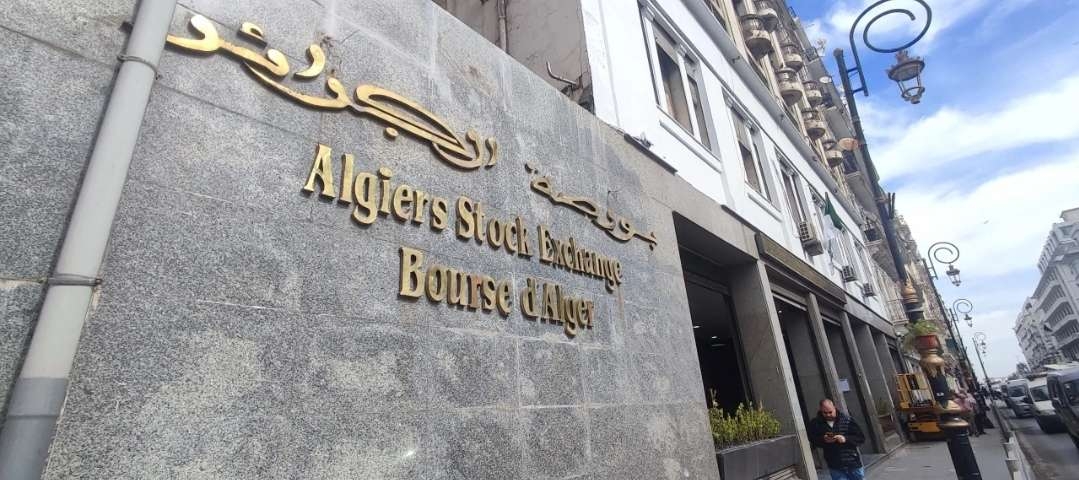 بورصة الجزائر
Algiers Stock Exchange
Bourse d'Alger